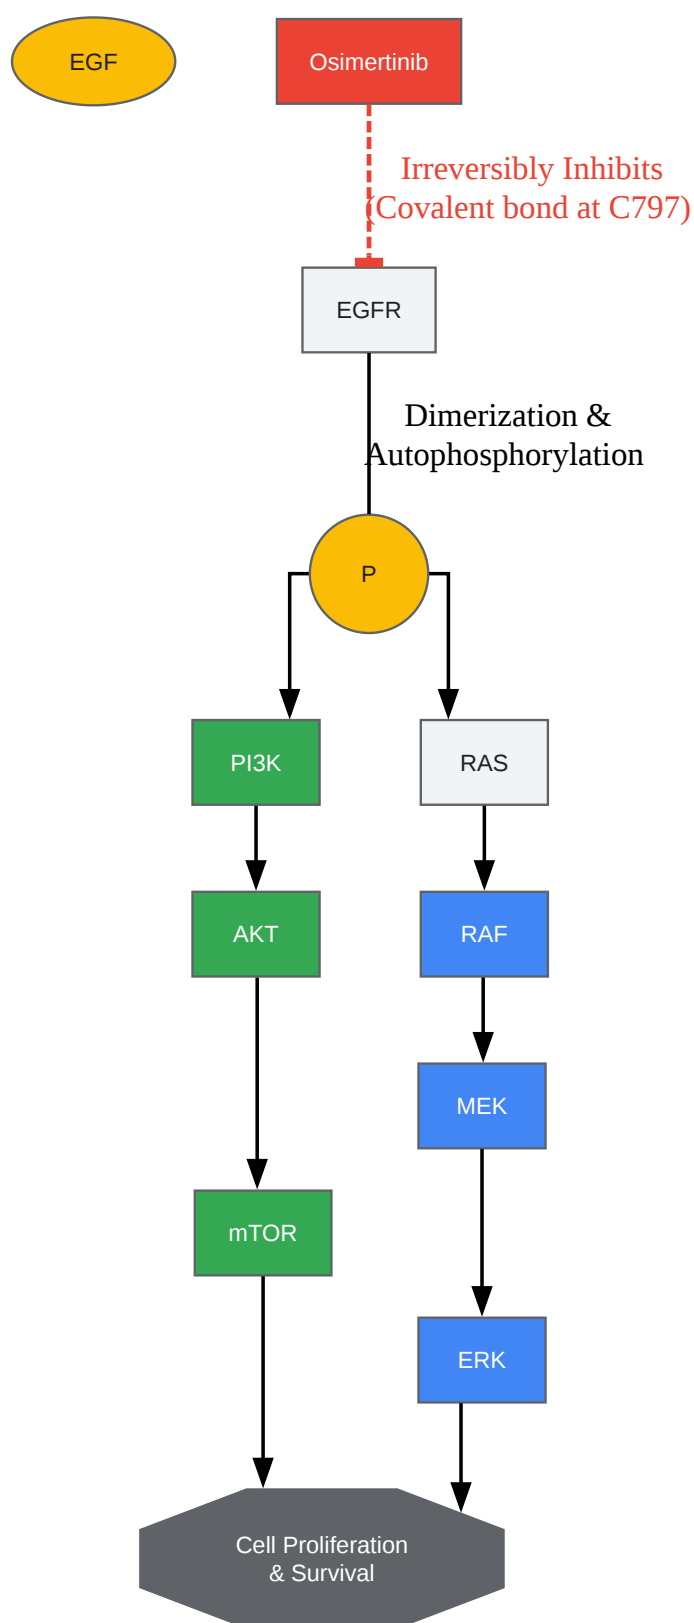 EGF
Osimertinib
Irreversibly Inhibits
(Covalent bond at C797)
EGFR
Dimerization &
Autophosphorylation
P
PI3K
RAS
AKT
RAF
MEK
mTOR
ERK
Cell Proliferation
& Survival